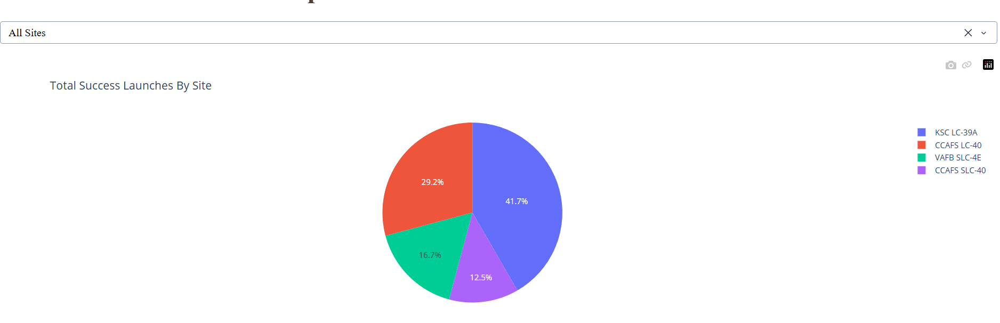 All Sites
Total Success Launches By Site
KSC LC-39A
CCAFS LC-40
VAFB SLC-4E
CCAFS SLC-40
29.2%
41.7%
16.7%
12.5%